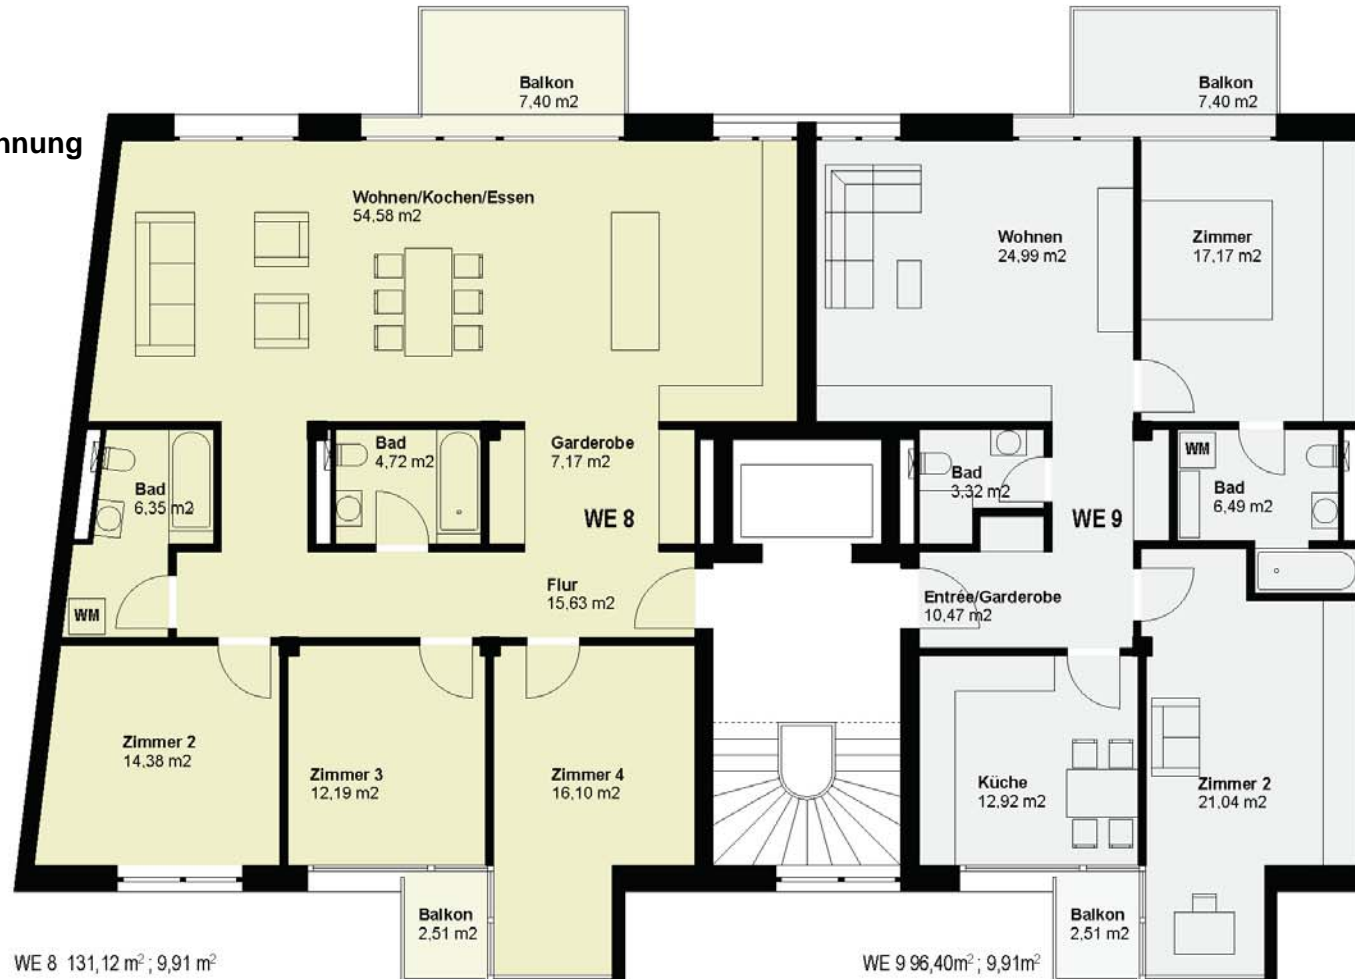 Balkon
7,40 m2
Balkon
7,40 m2
hnung
Wohnen/Kochen/Essen
54,58 m2
Wohnen
24,99 m2
Zimmer
17,17 m2
Bad
4,72 m2
Garderobe
7,17 m2
Bad
6,35 m2
WE 8
Bad
3,32 m2
WE 9
WM
Bad
6,49 m2
Flur
15,63 m2
Entrée/Garderobe
10,47 m2
WM
Zimmer 2
14,38 m2
Zimmer 3
12,19 m2
Zimmer 4
16,10 m2
Küche
12,92 m2
Zimmer 2
21,04 m2
Balkon
2,51 m2
Balkon
2,51 m2
WE 8 131,12 m²; 9,91 m²
WE 9 96,40m²; 9,91m²